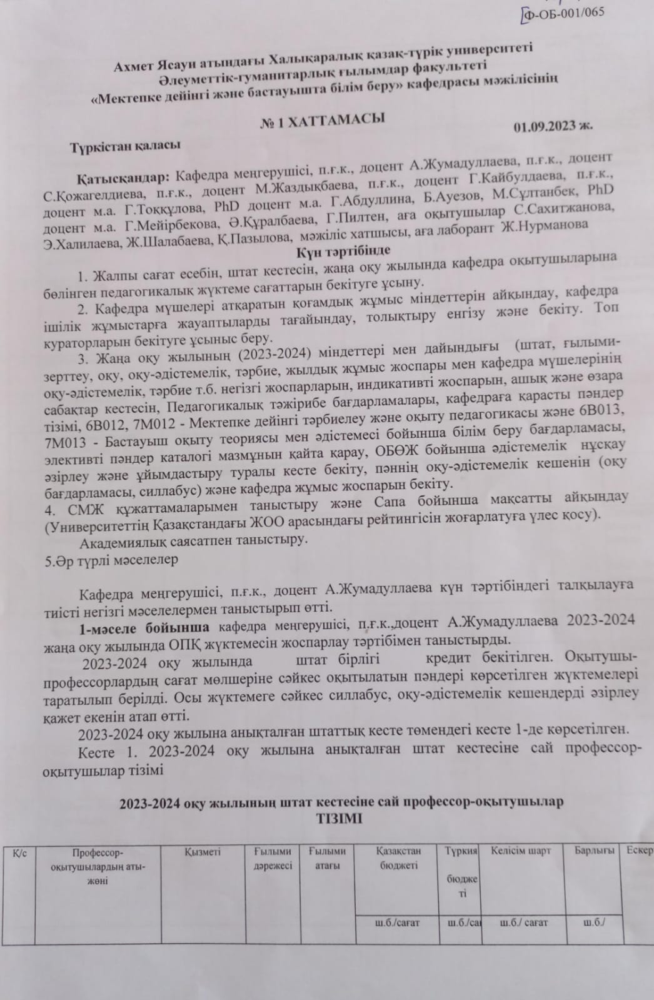 Ф-ОБ-001/065
Ахмет Ясауи атындағы Халықаралық қазақ-түрік университеті
Әлеуметтік-гуманитарлық ғылымдар факультеті
«Мектепке дейінгі және бастауышта білім беру» кафедрасы мәжілісінің
№ 1 ХАТТАМАСЫ
01.09.2023 ж.
Түркістан қаласы
Қатысқандар: Кафедра меңгерушісі, п.ғ.к., доцент А.Жумадуллаева, п.ғ.к., доцент
С.Қожагелдиева, п.ғ.к., доцент М.Жаздықбаева, п.ғ.к., доцент Г.Кайбулдаева, п.ғ.к.,
доцент м.а. Г.Тоққұлова, PhD доцент м.а. Г.Абдуллина, Б.Ауезов, М.Сұлтанбек, PhD
доцент м.а. Г.Мейірбекова, Ә.Құралбаева, Г.Пилтен, аға оқытушылар С.Сахитжанова,
Э.Халилаева, Ж.Шалабаева, Қ.Пазылова, мәжіліс хатшысы, аға лаборант Ж.Нурманова
Күн тәртібінде
1. Жалпы сағат есебін, штат кестесін, жаңа оқу жылында кафедра оқытушыларына
бөлінген педагогикалық жүктеме сағаттарын бекітуге ұсыну.
2. Кафедра мүшелері атқаратын қоғамдық жұмыс міндеттерін айқындау, кафедра
ішілік жұмыстарға жауаптыларды тағайындау, толықтыру енгізу және бекіту. Топ
кураторларын бекітуге ұсыныс беру.
3. Жаңа оқу жылының (2023-2024) міндеттері мен дайындығы (штат, ғылыми-
зерттеу, оқу, оқу-әдістемелік, тәрбие, жылдық жұмыс жоспары мен кафедра мүшелерінің
оқу-әдістемелік, тәрбие т.б. негізгі жоспарларын, индикативті жоспарын, ашық және өзара
сабақтар кестесін, Педагогикалық тәжірибе бағдарламалары, кафедраға қарасты пәндер
тізімі, 6В012, 7М012 - Мектепке дейінгі тәрбиелеу және оқыту педагогикасы және 6В013,
7М013 - Бастауыш оқыту теориясы мен әдістемесі бойынша білім беру бағдарламасы,
элективті пәндер каталогі мазмұнын қайта қарау, ОБӨЖ бойынша әдістемелік нұсқау
әзірлеу және ұйымдастыру туралы кесте бекіту, пәннің оқу-әдістемелік кешенін (оқу
бағдарламасы, силлабус) және кафедра жұмыс жоспарын бекіту.
4. СМЖ құжаттамаларымен таныстыру және Сапа бойынша мақсатты айқындау
(Университеттің Қазақстандағы ЖОО арасындағы рейтингісін жоғарлатуға үлес қосу).
Академиялық саясатпен таныстыру.
5.Әр түрлі мәселелер
Кафедра меңгерушісі, п.ғ.к., доцент А.Жумадуллаева күн тәртібіндегі талқылауға
тиісті негізгі мәселелермен таныстырып өтті.
1-мәселе бойынша кафедра меңгерушісі, п.ғ.к.,доцент А.Жумадуллаева 2023-2024
жаңа оқу жылында ОПҚ жүктемесін жоспарлау тәртібімен таныстырды.
2023-2024 оқу жылында штат бірлігі кредит бекітілген. Оқытушы-
профессорлардың сағат мөлшеріне сәйкес оқытылатын пәндері көрсетілген жүктемелері
таратылып берілді. Осы жүктемеге сәйкес силлабус, оқу-әдістемелік кешендерді әзірлеу
қажет екенін атап өтті.
2023-2024 оқу жылына анықталған штаттық кесте төмендегі кесте 1-де көрсетілген.
Кесте 1. 2023-2024 оқу жылына анықталған штат кестесіне сай профессор-
оқытушылар тізімі
2023-2024 оқу жылының штат кестесіне сай профессор-оқытушылар
ТІЗІМІ
Қ/с Профессор- Қызметі Ғылыми Ғылыми Қазақстан Түркия Келісім шарт Барлығы Ескер
оқытушылардың аты- дәрежесі атағы бюджеті
жөні бюдже
ті
ш.б./сағат ш.б./сағ ш.б./ сағат ш.б./